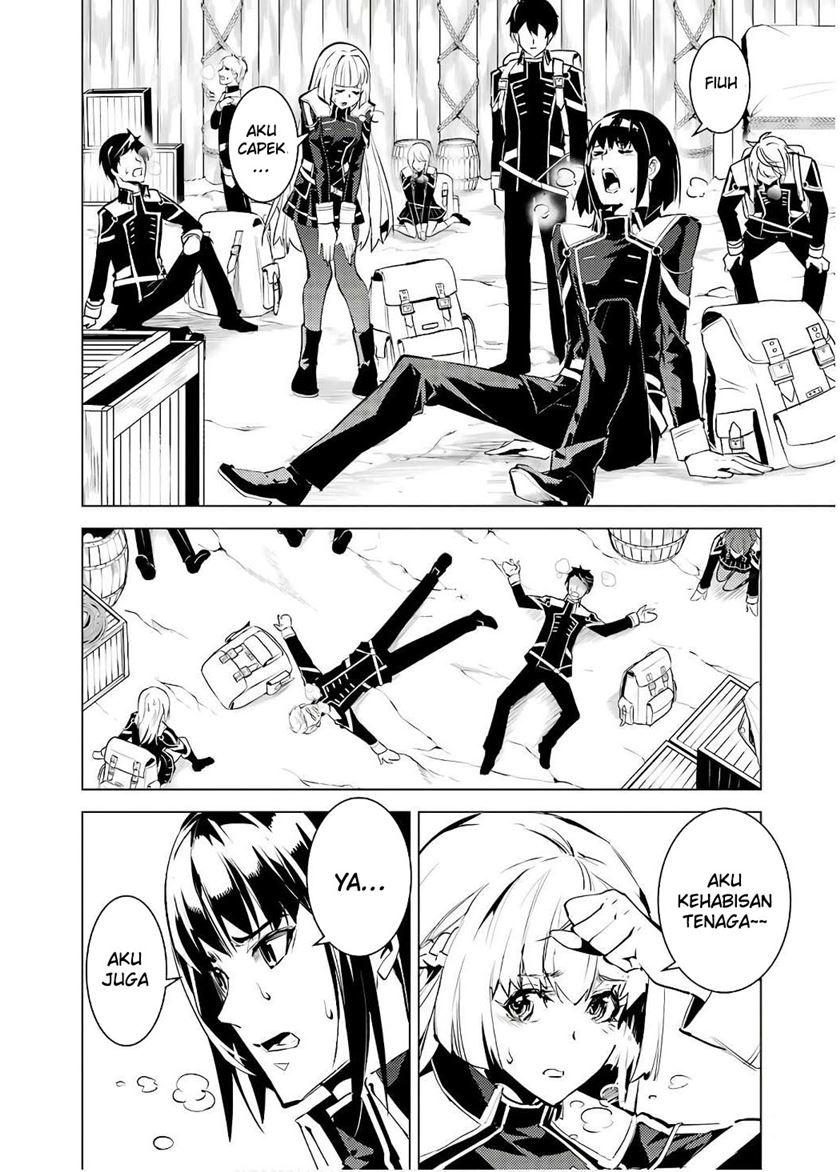 FIUH
AKU
CAPEK
...
AKU
KEHABISAN
TENAGA~~
YA...
AKU
JUGA